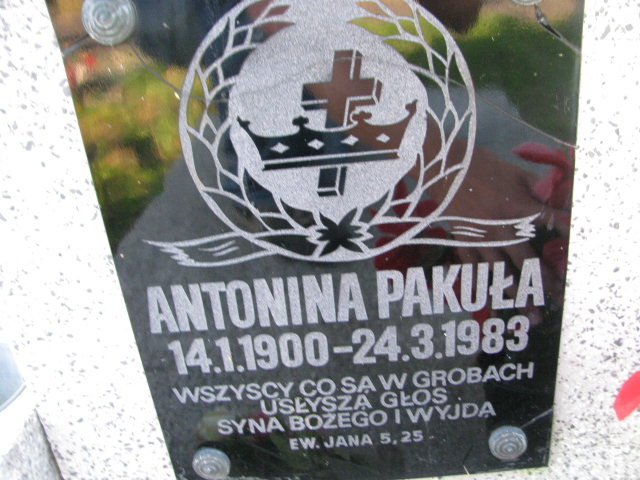 ANTONINA PAKUŁA
14.1.1900-24.3.1983
WSZYSCY CO SĄ W GROBACH
USŁYSZĄ GŁOS
SYNA BOŻEGO I WYJDĄ
EW. JANA 5,25